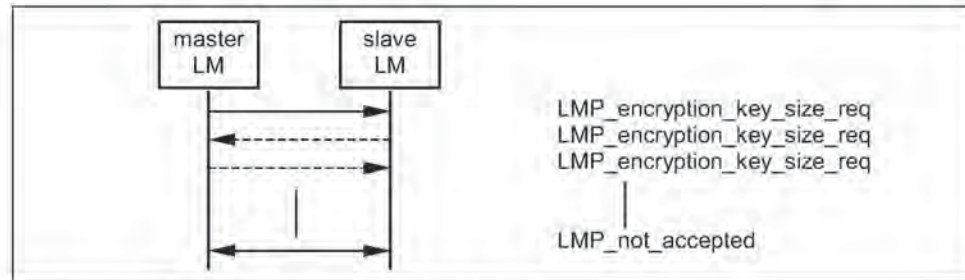 master
LM
slave
LM
LMP_encryption_key_size_req
LMP_encryption_key_size_req
LMP_encryption_key_size_req
LMP_not_accepted